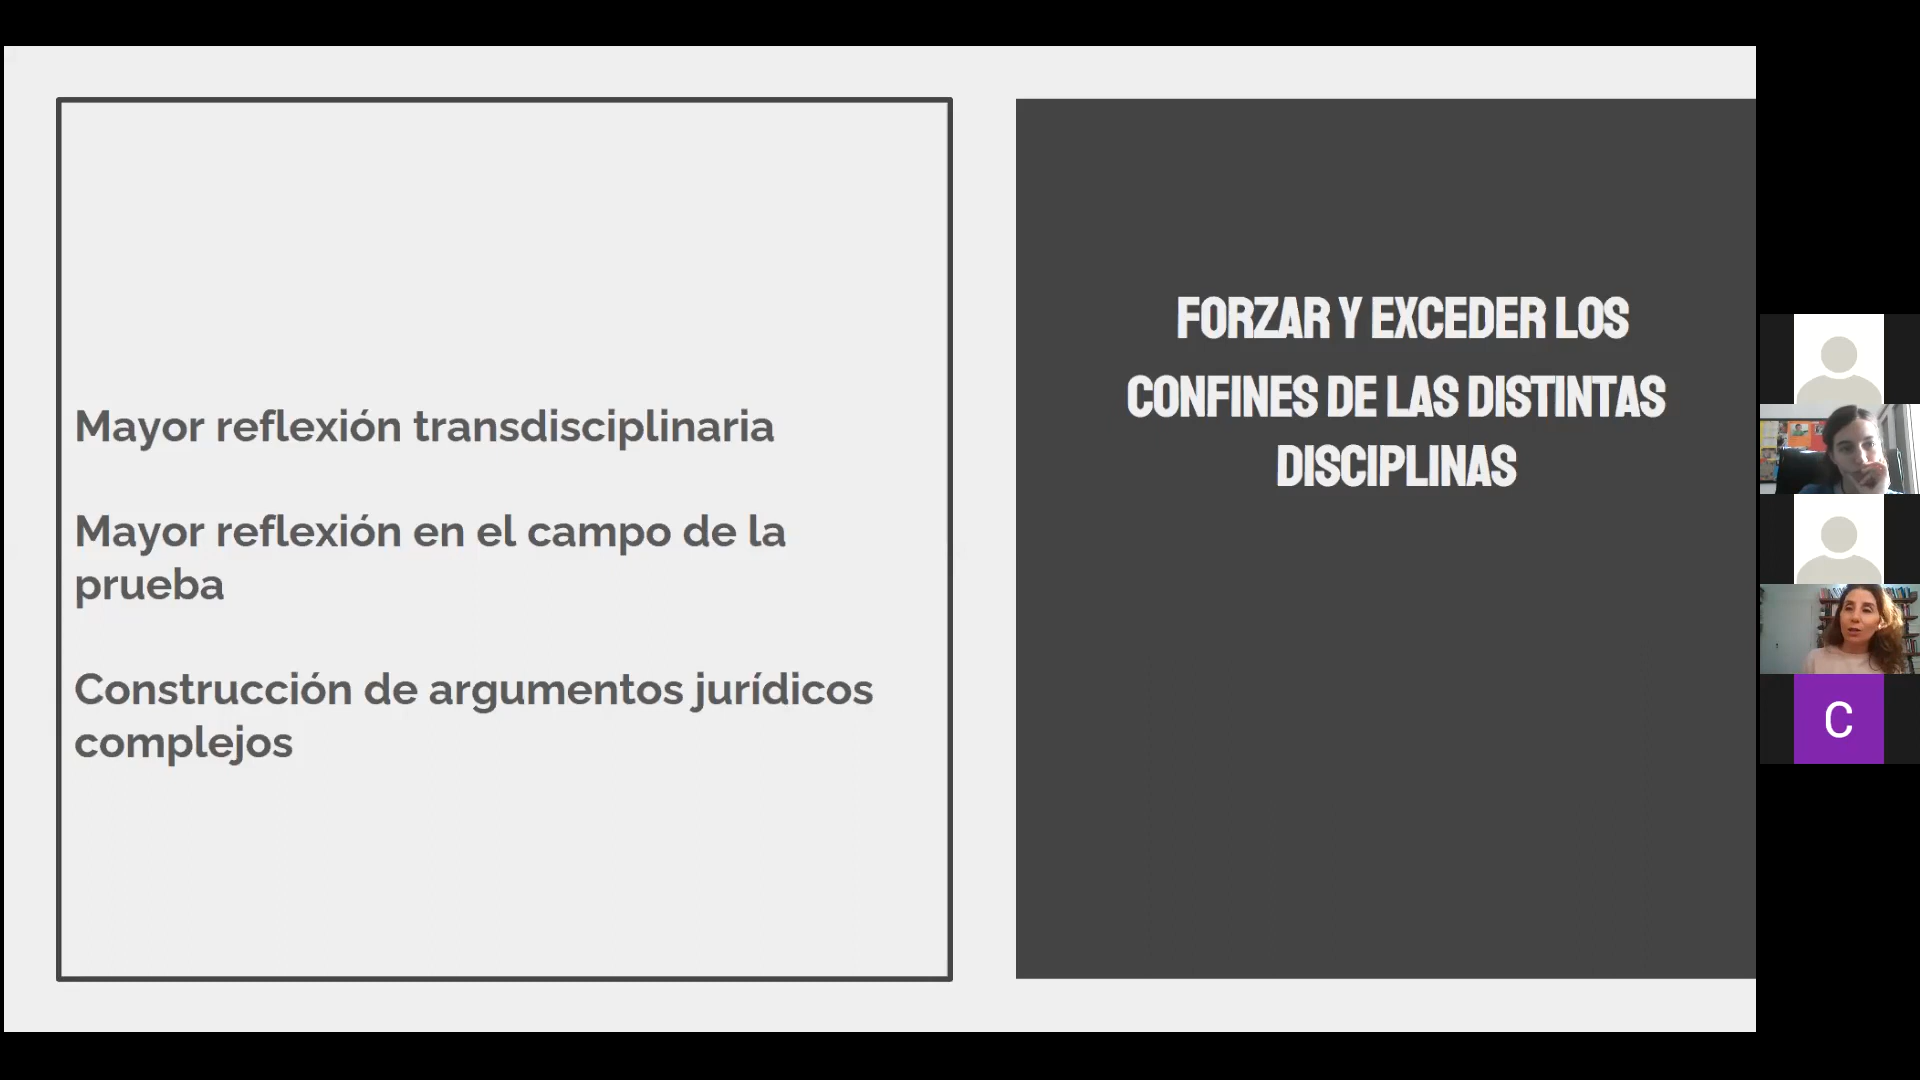 Mayor reflexión transdisciplinaria
Mayor reflexión en el campo de la
prueba
Construcción de argumentos jurídicos
complejos
FORZAR Y EXCEDER LOS
CONFINES DE LAS DISTINTAS
DISCIPLINAS
C